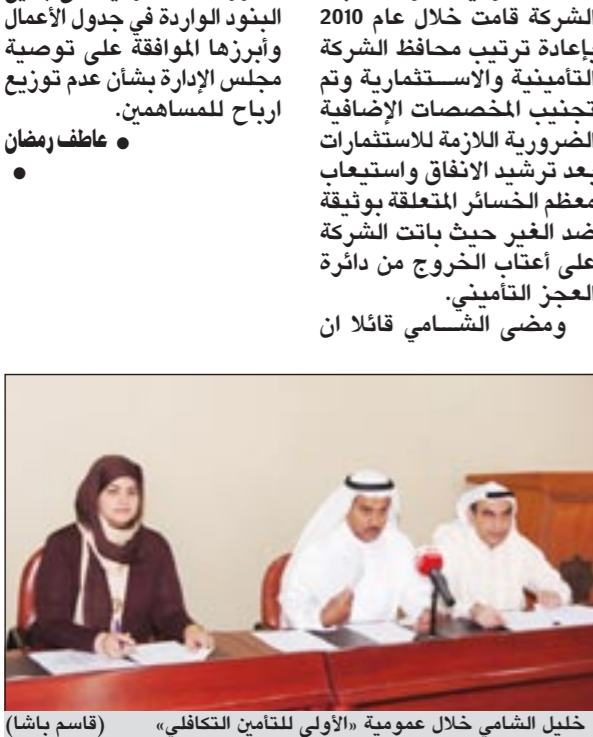 الشركة قامت خلال عام 2010
بإعادة ترتيب محافظ الشركة
التأمينية والاســتثمارية وتم
تجنيب المخصصات الإضافية
الضرورية اللازمة للاستثمارات
بعد ترشيد الانفاق واستيعاب
معظم الخسائر المتعلقة بوثيقة
ضد الغير حيث باتت الشركة
على أعتاب الخروج من دائرة
العجز التأميني.
ومضى الشــامي قائلا ان
البنود الواردة في جدول الأعمال
وأبرزها الموافقة على توصية
مجلس الإدارة بشأن عدم توزيع
ارباح للمساهمين.
● عاطف رمضان
●
خليل الشامي خلال عمومية «الأولى للتأمين التكافلي» (قاسم باشا)